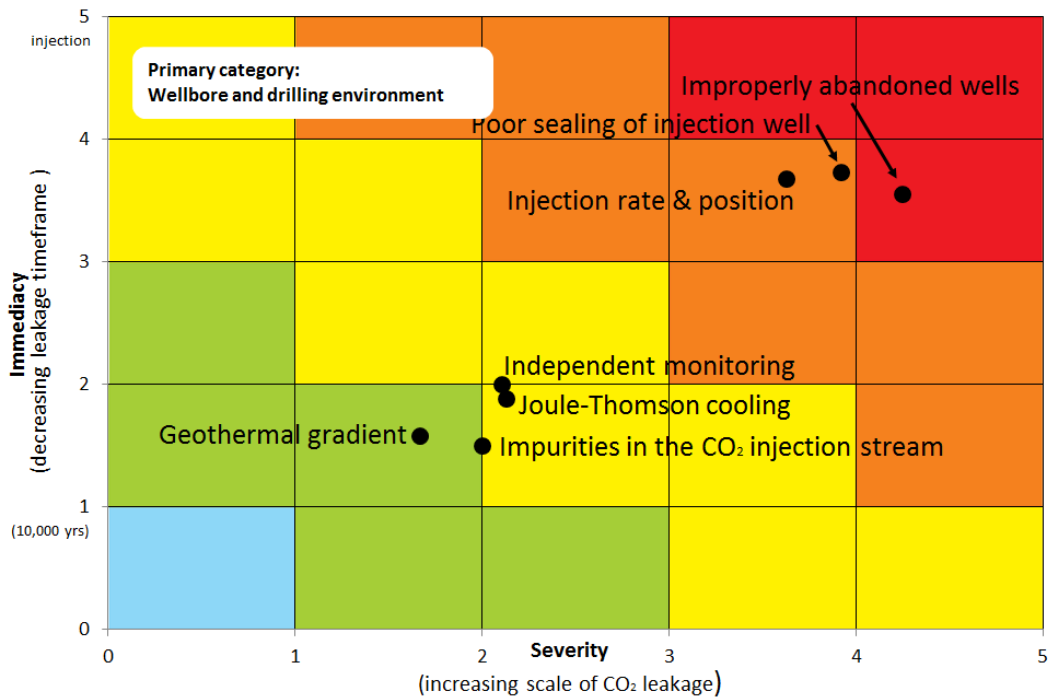 5
injection
Primary category:
Wellbore and drilling environment
Improperly abandoned wells
4
Poor sealing of injection well
Injection rate & position
3
Immediacy
(decreasing leakage timeframe )
Independent monitoring
2
Joule-Thomson cooling
Geothermal gradient
Impurities in the CO₂ injection stream
1
(10,000 yrs)
0
0 1 2 3 4 5
Severity
(increasing scale of CO₂ leakage)